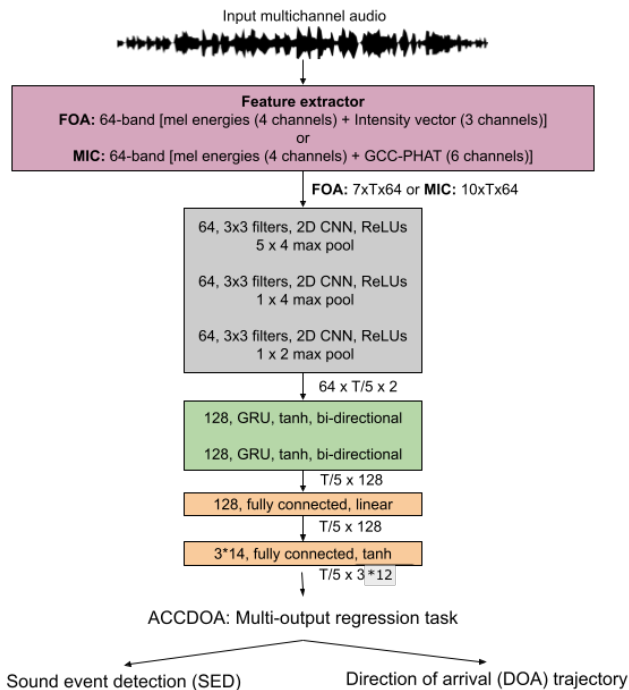 Input multichannel audio
Feature extractor
FOA: 64-band [mel energies (4 channels) + Intensity vector (3 channels)]
or
MIC: 64-band [mel energies (4 channels) + GCC-PHAT (6 channels)]
FOA: 7xTx64 or MIC: 10xTx64
64, 3x3 filters, 2D CNN, ReLUs
5 x 4 max pool
64, 3x3 filters, 2D CNN, ReLUs
1 x 4 max pool
64, 3x3 filters, 2D CNN, ReLUs
1 x 2 max pool
64 x T/5 x 2
128, GRU, tanh, bi-directional
128, GRU, tanh, bi-directional
T/5 x 128
128, fully connected, linear
T/5 x 128
3*14, fully connected, tanh
T/5 x 3*12
ACCDOA: Multi-output regression task
Sound event detection (SED)
Direction of arrival (DOA) trajectory